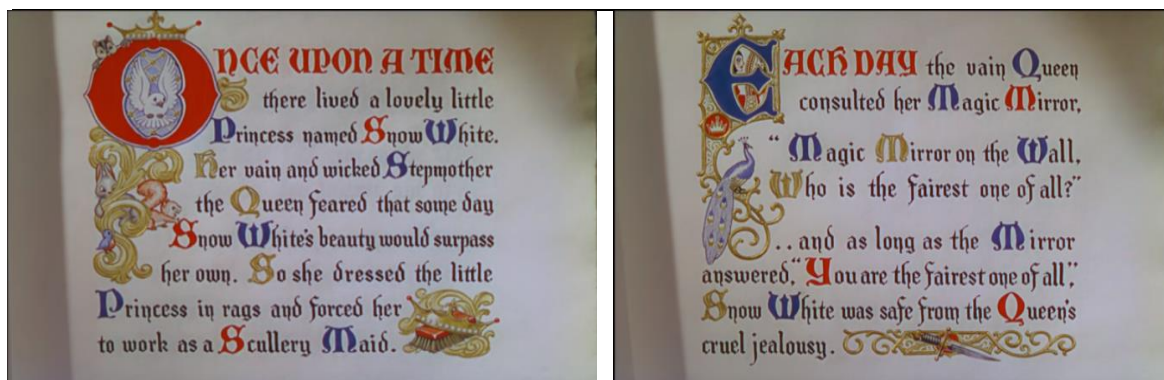 ONCE UPON A TIME
there lived a lovely little
Princess named Snow White.
Her vain and wicked Stepmother
the Queen feared that some day
Snow White's beauty would surpass
her own. So she dressed the little
Princess in rags and forced her
to work as a Scullery Maid.
EACH DAY the vain Queen
consulted her Magic Mirror,
"Magic Mirror on the Wall,
Who is the fairest one of all?"
..and as long as the Mirror
answered, "You are the fairest one of all",
Snow White was safe from the Queen's
cruel jealousy.